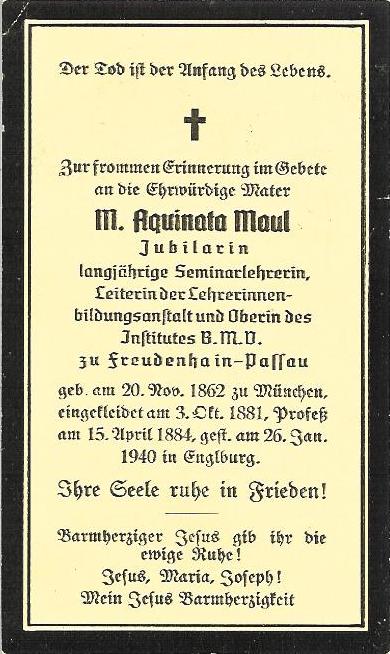 Der Tod ist der Anfang des Lebens.
Zur frommen Erinnerung im Gebete
an die Ehrwürdige Mater
M. Aquinata Maul
Jubilarin
langjährige Seminarlehrerin,
Leiterin der Lehrerinnen-
bildungsanstalt und Oberin des
Institutes B. M. V.
zu Freudenhain-Passau
geb. am 20. Nov. 1862 zu München,
eingekleidet am 3. Okt. 1881, Profeß
am 15. April 1884, gest. am 26. Jan.
1940 in Englburg.
Ihre Seele ruhe in Frieden!
Barmherziger Jesus gib ihr die
ewige Ruhe!
Jesus, Maria, Joseph!
Mein Jesus Barmherzigkeit